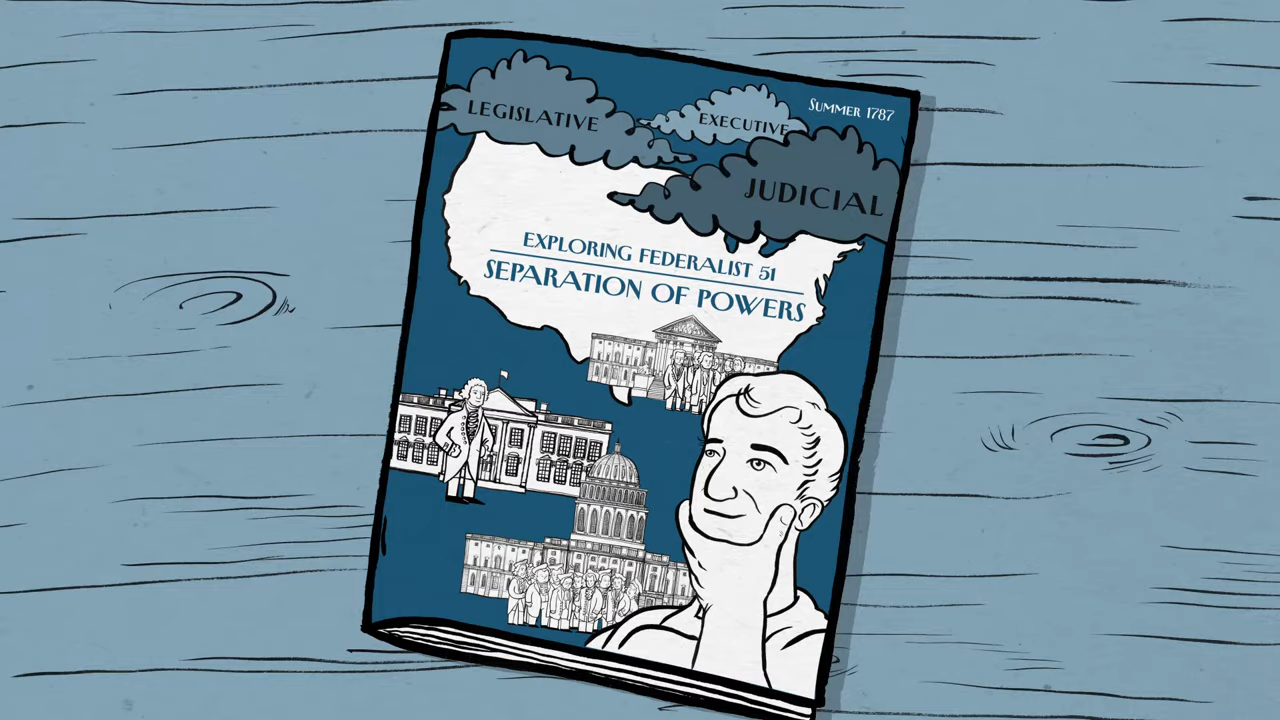 LEGISLATIVE
EXECUTIVE
SUMMER 1787
JUDICIAL
EXPLORING FEDERALIST 51
SEPARATION OF POWERS